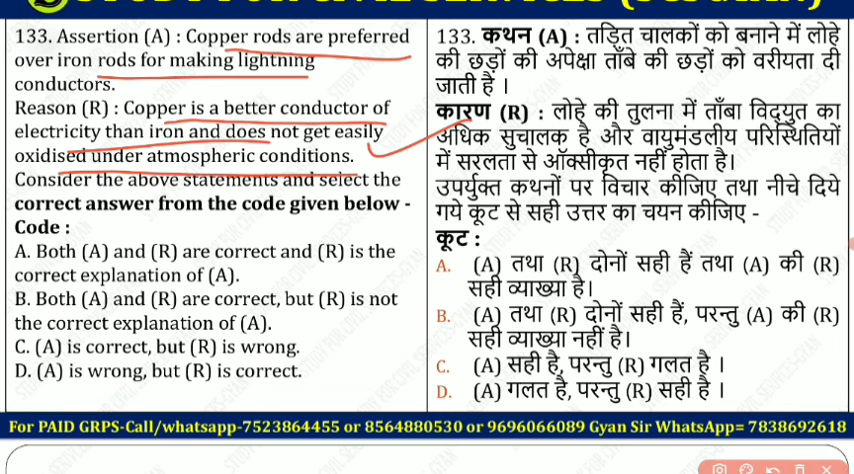 133. Assertion (A) : Copper rods are preferred
over iron rods for making lightning
conductors.
Reason (R) : Copper is a better conductor of
electricity than iron and does not get easily
oxidised under atmospheric conditions.
Consider the above statements and select the
correct answer from the code given below -
Code :
A. Both (A) and (R) are correct and (R) is the
correct explanation of (A).
B. Both (A) and (R) are correct, but (R) is not
the correct explanation of (A).
C. (A) is correct, but (R) is wrong.
D. (A) is wrong, but (R) is correct.
133. कथन (A) : तड़ित चालकों को बनाने में लोहे
की छड़ों की अपेक्षा ताँबे की छड़ों को वरीयता दी
जाती है ।
कारण (R) : लोहे की तुलना में ताँबा विद्युत का
अधिक सुचालक है और वायुमंडलीय परिस्थितियों
में सरलता से ऑक्सीकृत नहीं होता है।
उपर्युक्त कथनों पर विचार कीजिए तथा नीचे दिये
गये कूट से सही उत्तर का चयन कीजिए -
कूट :
A. (A) तथा (R) दोनों सही हैं तथा (A) की (R)
सही व्याख्या है।
B. (A) तथा (R) दोनों सही हैं, परन्तु (A) की (R)
सही व्याख्या नहीं है।
C. (A) सही है, परन्तु (R) गलत है ।
D. (A) गलत है, परन्तु (R) सही है ।
For PAID GRPS-Call/whatsapp-7523864455 or 8564880530 or 9696066089 Gyan Sir WhatsApp= 7838692618